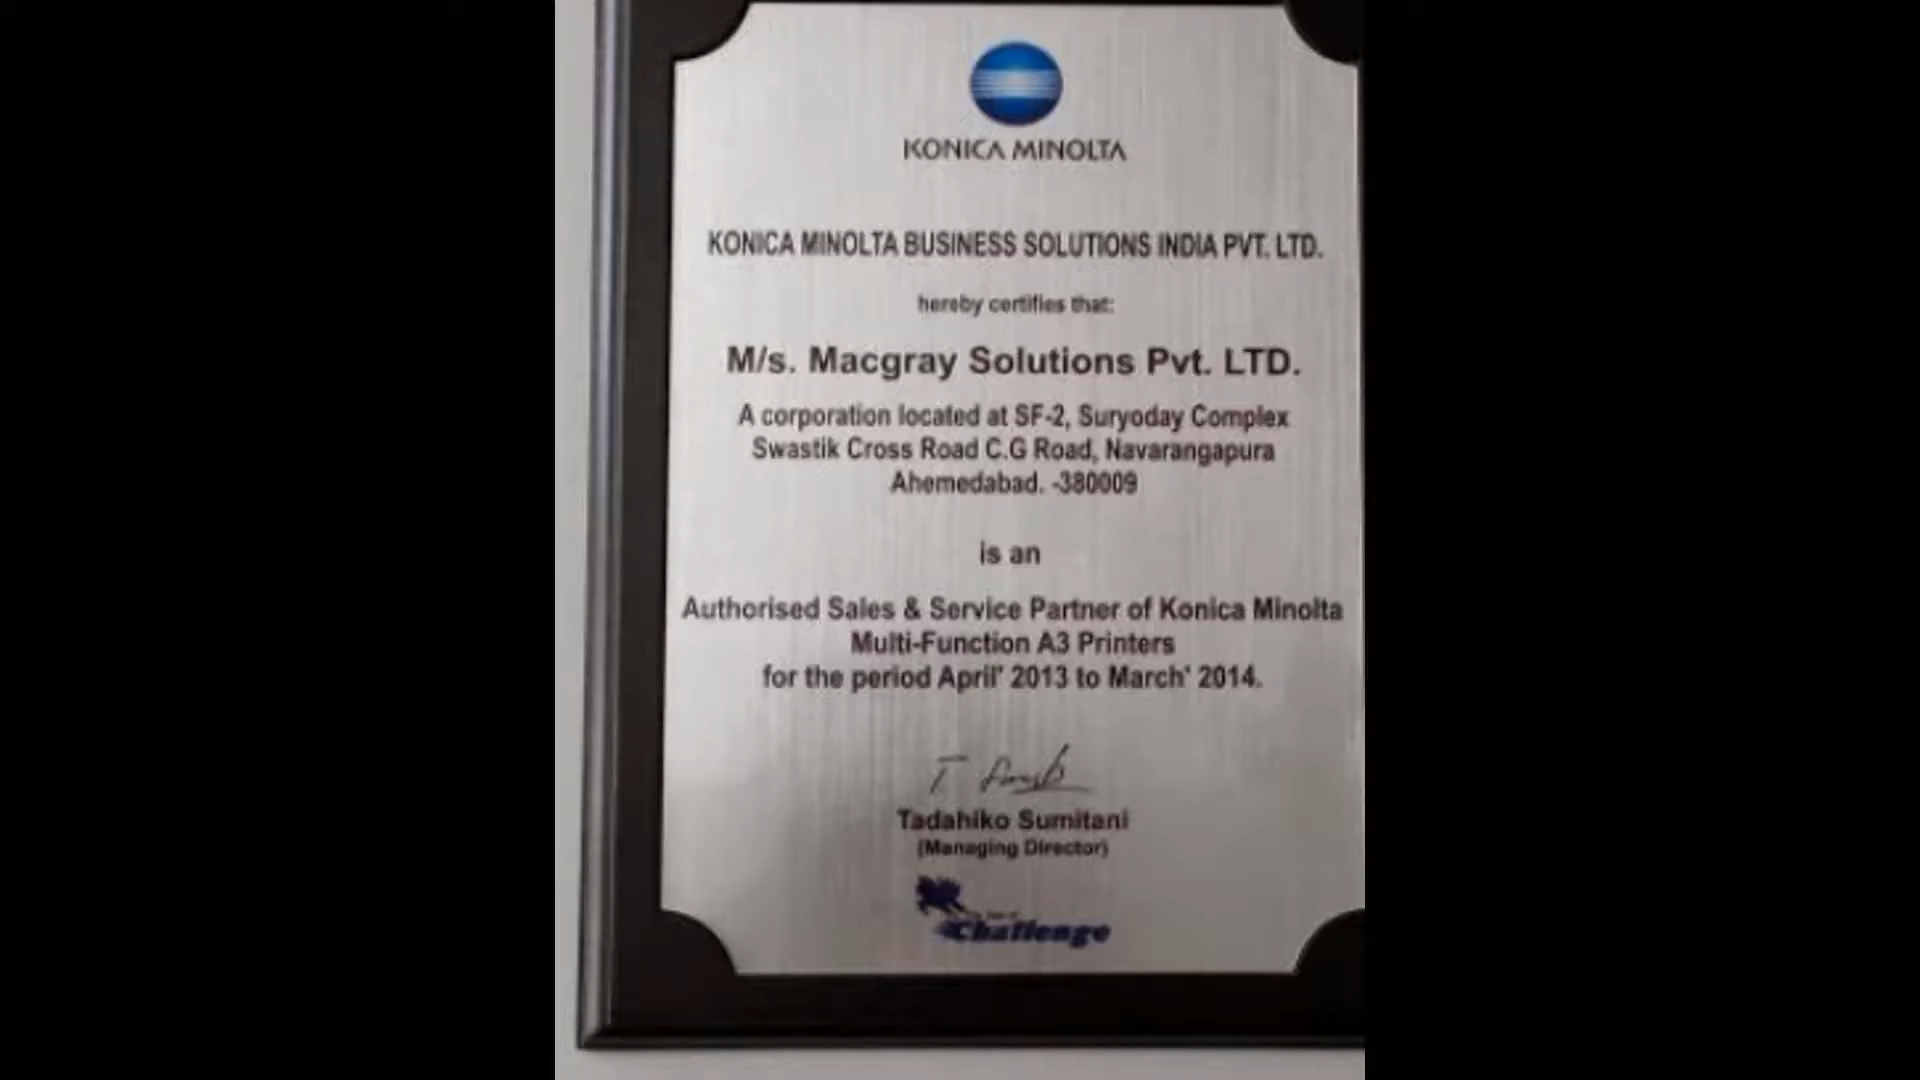 KONICA MINOLTA
KONICA MINOLTA BUSINESS SOLUTIONS INDIA PVT. LTD.
hereby certifies that:
M/s. Macgray Solutions Pvt. LTD.
A corporation located at SF-2, Suryoday Complex
Swastik Cross Road C.G Road, Navarangapura
Ahemedabad. -380009
is an
Authorised Sales & Service Partner of Konica Minolta
Multi-Function A3 Printers
for the period April' 2013 to March' 2014.
Tadahiko Sumitani
(Managing Director)
Challenge